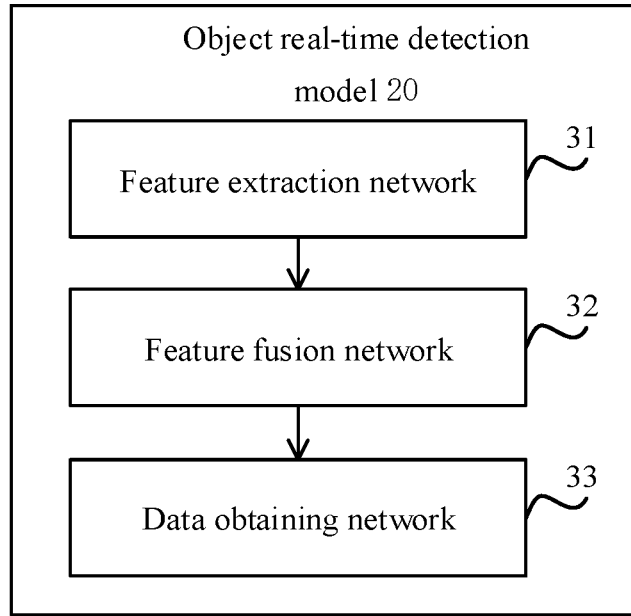 Object real-time detection
model 20
31
Feature extraction network
32
Feature fusion network
33
Data obtaining network